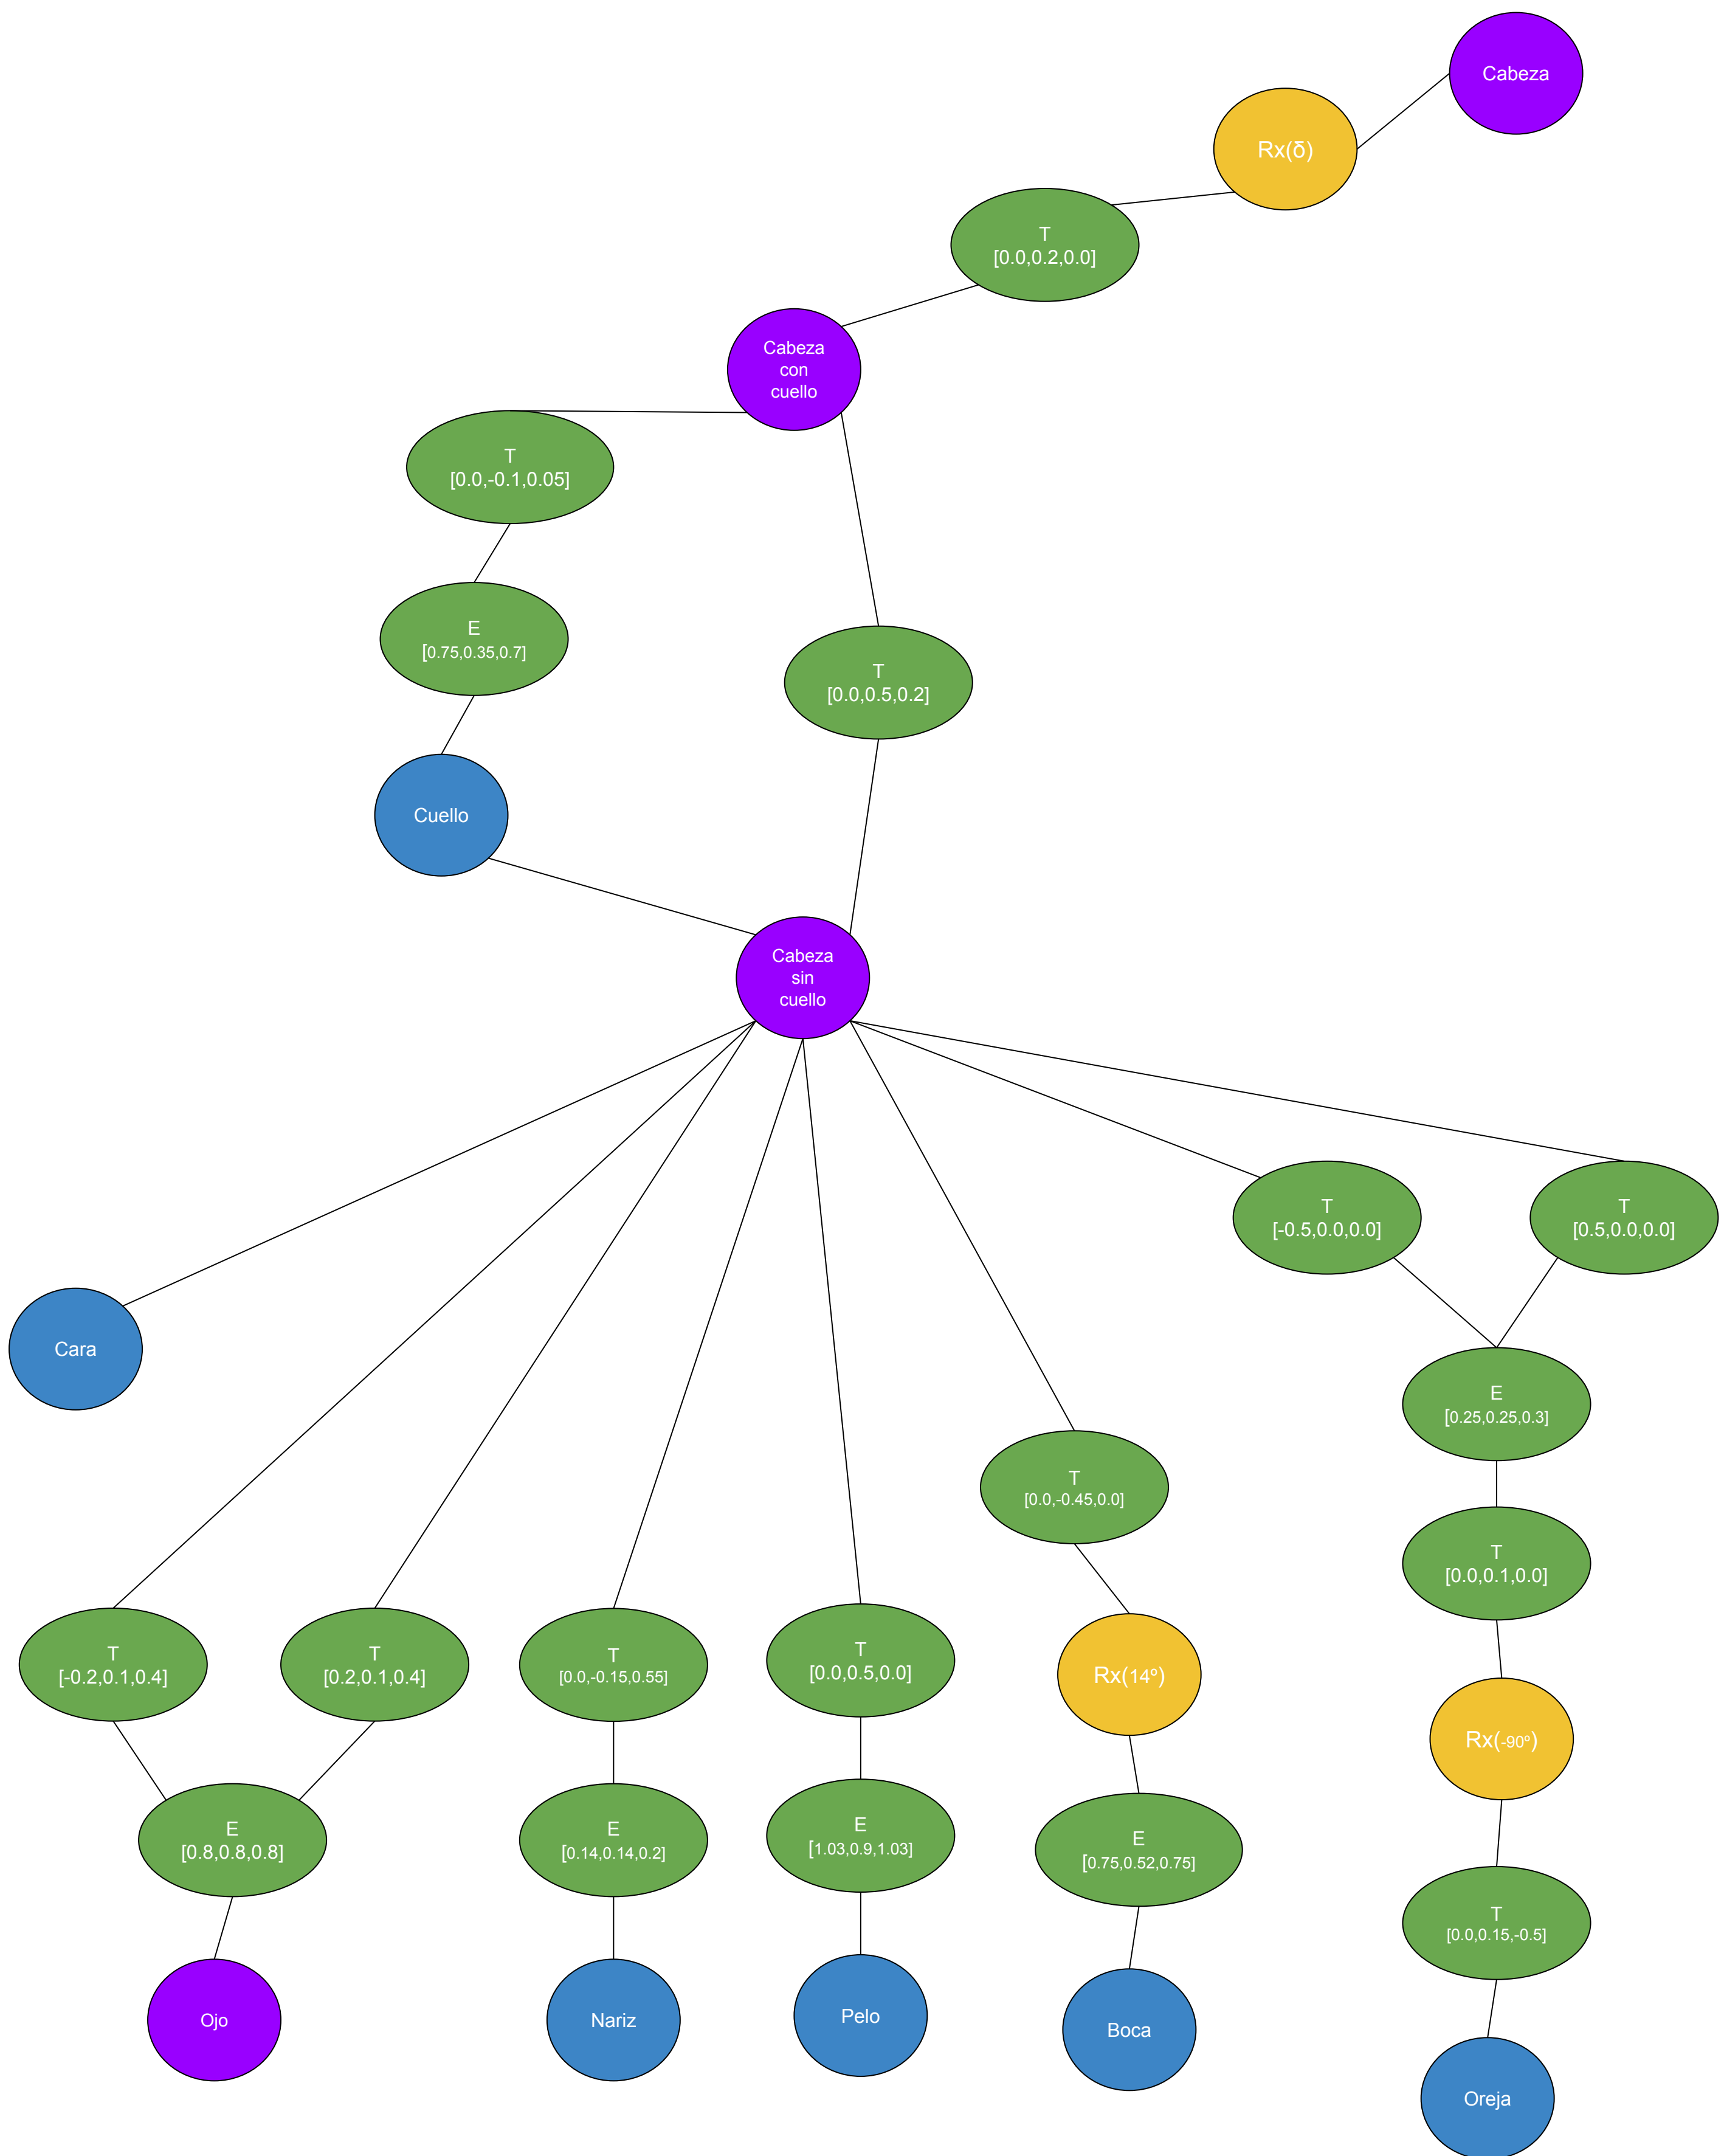 Cabeza
Rx(δ)
T
[0.0,0.2,0.0]
Cabeza
con
cuello
T
[0.0,-0.1,0.05]
E
[0.75,0.35,0.7]
T
[0.0,0.5,0.2]
Cuello
Cabeza
sin
cuello
T
[-0.5,0.0,0.0]
T
[0.5,0.0,0.0]
Cara
E
[0.25,0.25,0.3]
T
[0.0,-0.45,0.0]
T
[0.0,0.1,0.0]
T
[-0.2,0.1,0.4]
T
[0.2,0.1,0.4]
T
[0.0,-0.15,0.55]
T
[0.0,0.5,0.0]
Rx(14º)
Rx(-90º)
E
[0.8,0.8,0.8]
E
[0.14,0.14,0.2]
E
[1.03,0.9,1.03]
E
[0.75,0.52,0.75]
T
[0.0,0.15,-0.5]
Ojo
Nariz
Pelo
Boca
Oreja